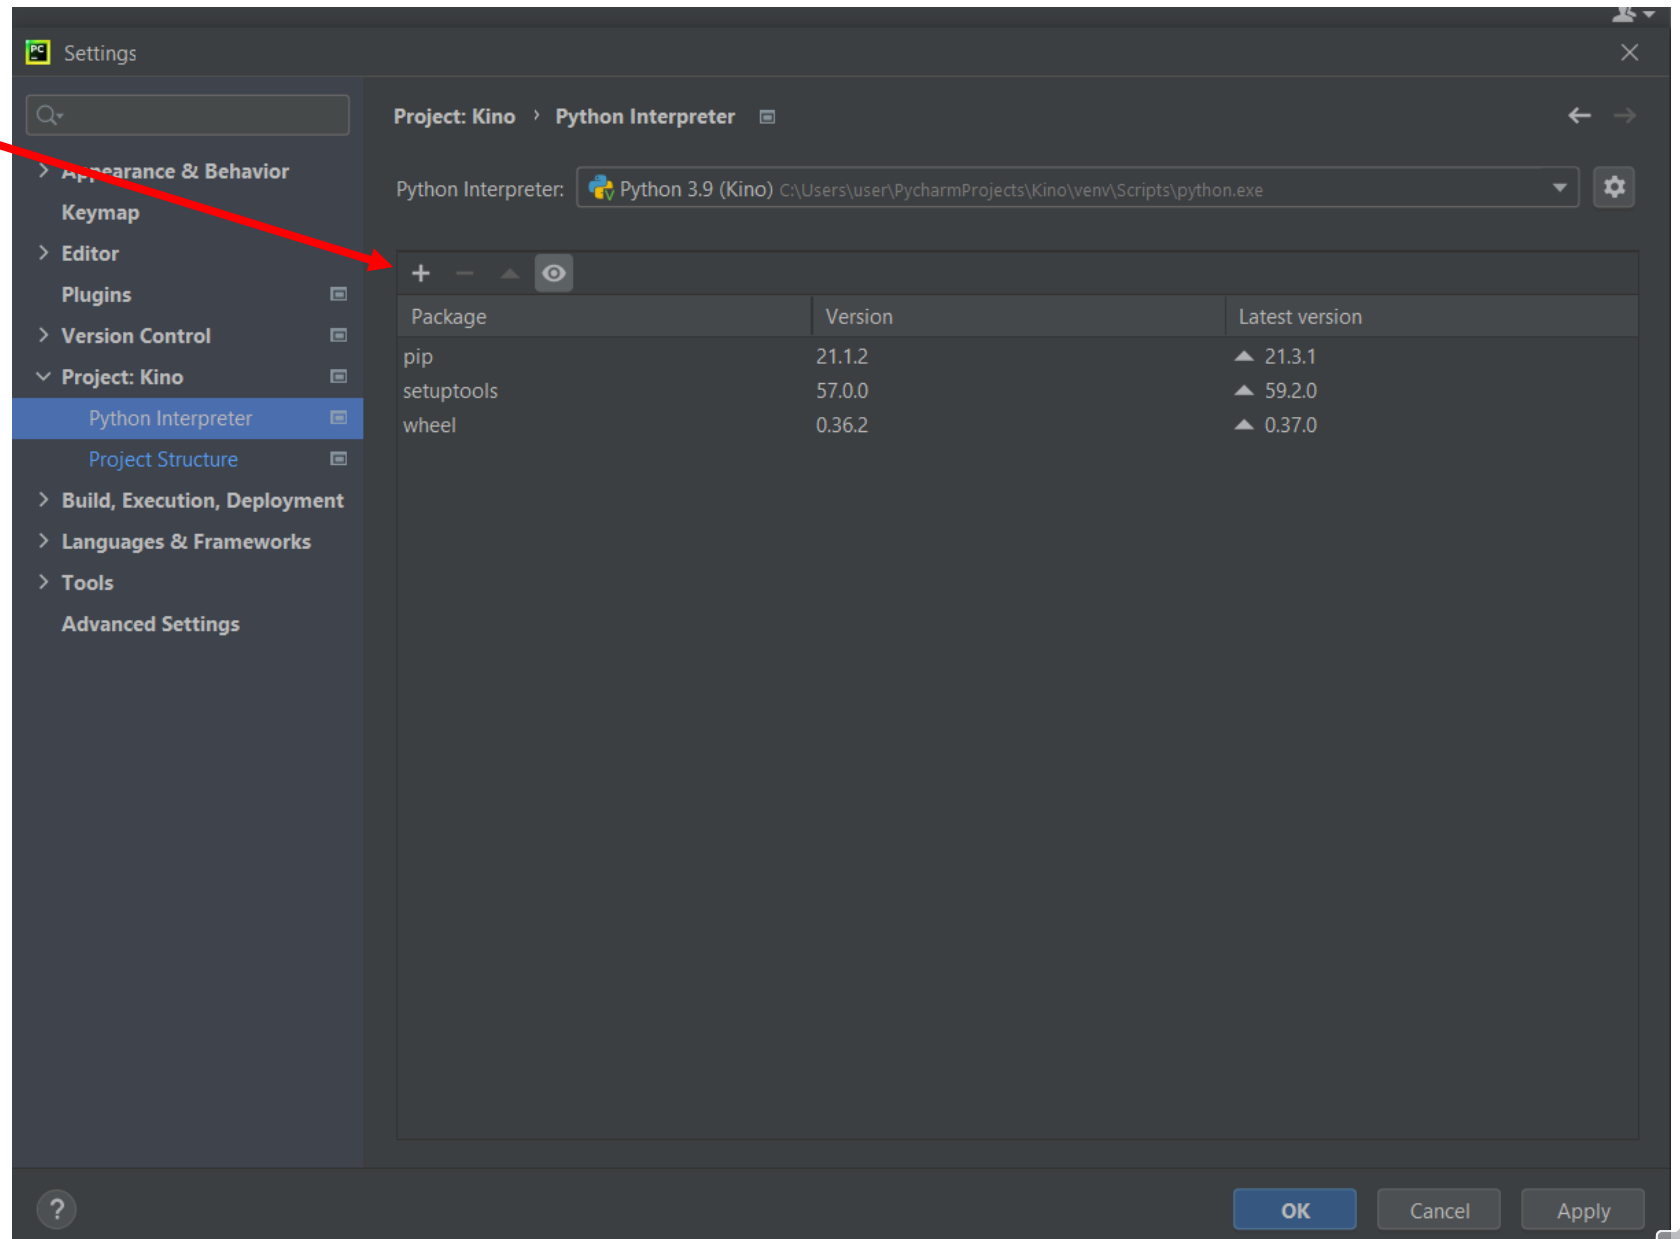 Settings
Project: Kino › Python Interpreter
Appearance & Behavior
Keymap
Editor
Plugins
Version Control
Project: Kino
Python Interpreter
Project Structure
Build, Execution, Deployment
Languages & Frameworks
Tools
Advanced Settings
Python Interpreter: Python 3.9 (Kino) C:\Users\user\PycharmProjects\Kino\venv\Scripts\python.exe
Package Version Latest version
pip 21.1.2 21.3.1
setuptools 57.0.0 59.2.0
wheel 0.36.2 0.37.0
? OK Cancel Apply